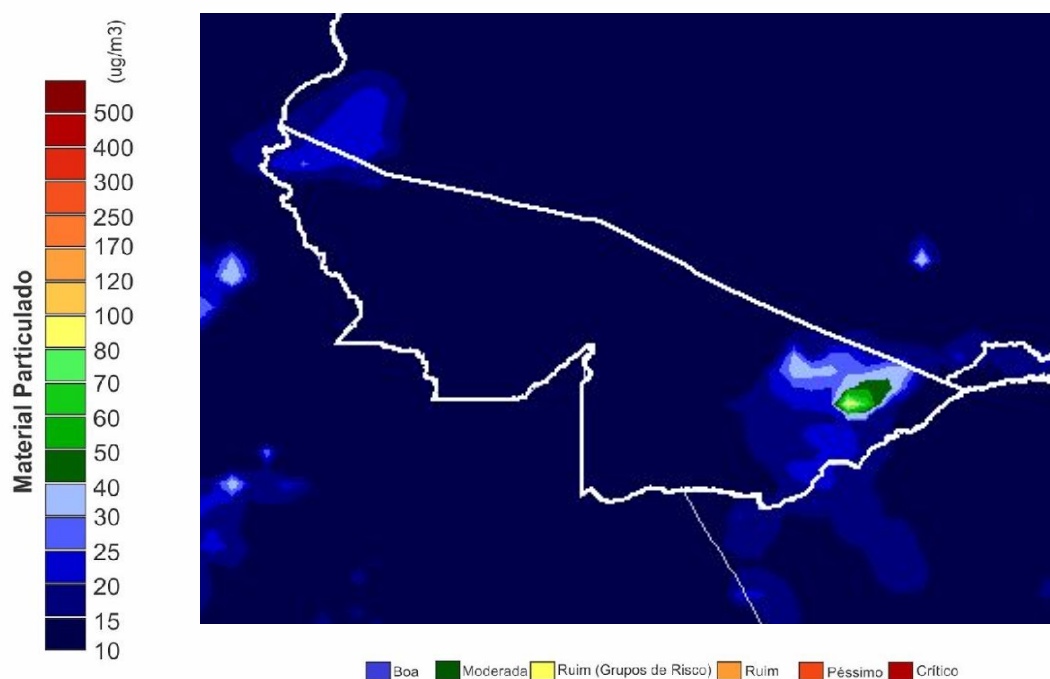 (ug/m3)
Material Particulado
500
400
300
250
170
120
100
80
70
60
50
40
30
25
20
15
10
Boa
Moderada
Ruim (Grupos de Risco)
Ruim
Péssimo
Crítico